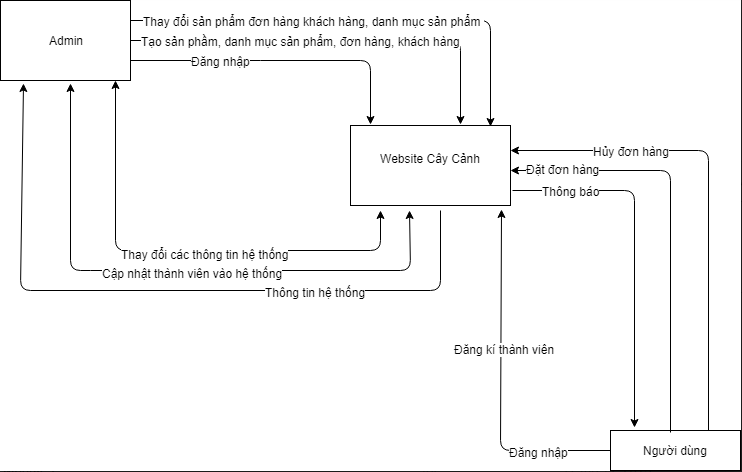 Admin
Thay đổi sản phẩm đơn hàng khách hàng, danh mục sản phẩm
Tạo sản phầm, danh mục sản phẩm, đơn hàng, khách hàng
Đăng nhập
Website Cây Cảnh
Hủy đơn hàng
Đặt đơn hàng
Thông báo
Thay đổi các thông tin hệ thống
Cập nhật thành viên vào hệ thống
Thông tin hệ thống
Đăng kí thành viên
Đăng nhập
Người dùng